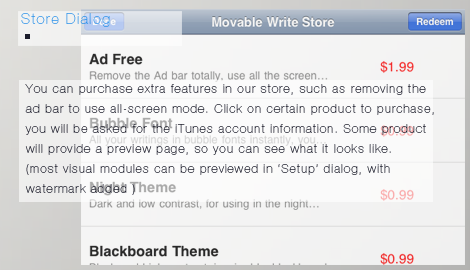 Store Dialog
Movable Write Store
Redeem
Ad Free
$1.99
Remove the Ad bar totally, use all the screen...
You can purchase extra features in our store, such as removing the
ad bar to use all-screen mode. Click on certain product to purchase,
you will be asked for the iTunes account information. Some product
will provide a preview page, so you can see what it looks like.
(most visual modules can be previewed in 'Setup' dialog, with
watermark added )
Bubble Font
$0.99
All your writings in bubble fonts instantly, you...
Night Theme
$0.99
Dark and low contrast, for using in the night...
Blackboard Theme
$0.99